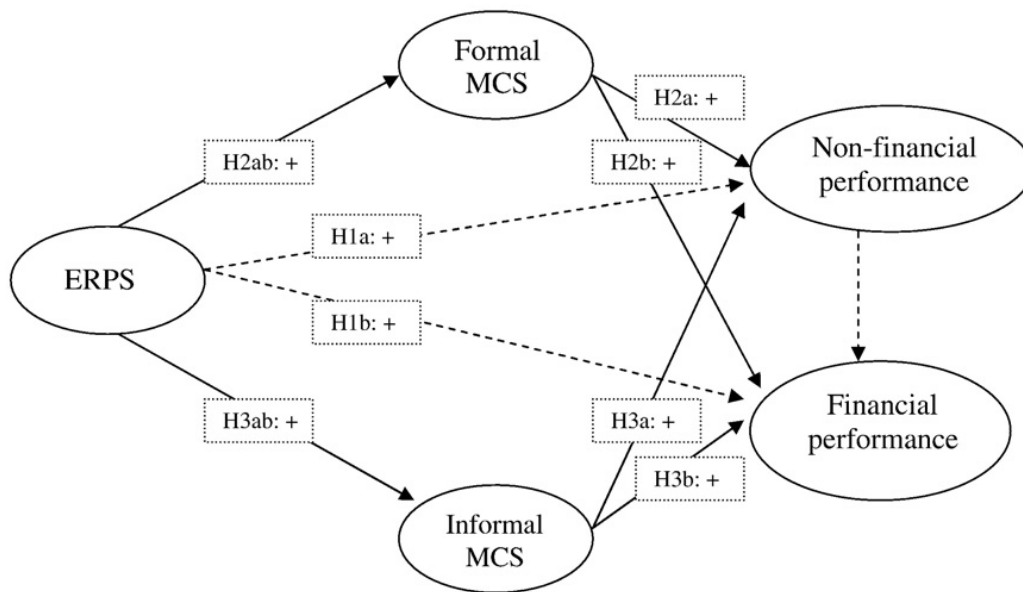 Formal
MCS
H2a: +
H2ab: +
H2b: +
Non-financial
performance
H1a: +
ERPS
H1b: +
H3ab: +
H3a: +
Financial
performance
H3b: +
Informal
MCS